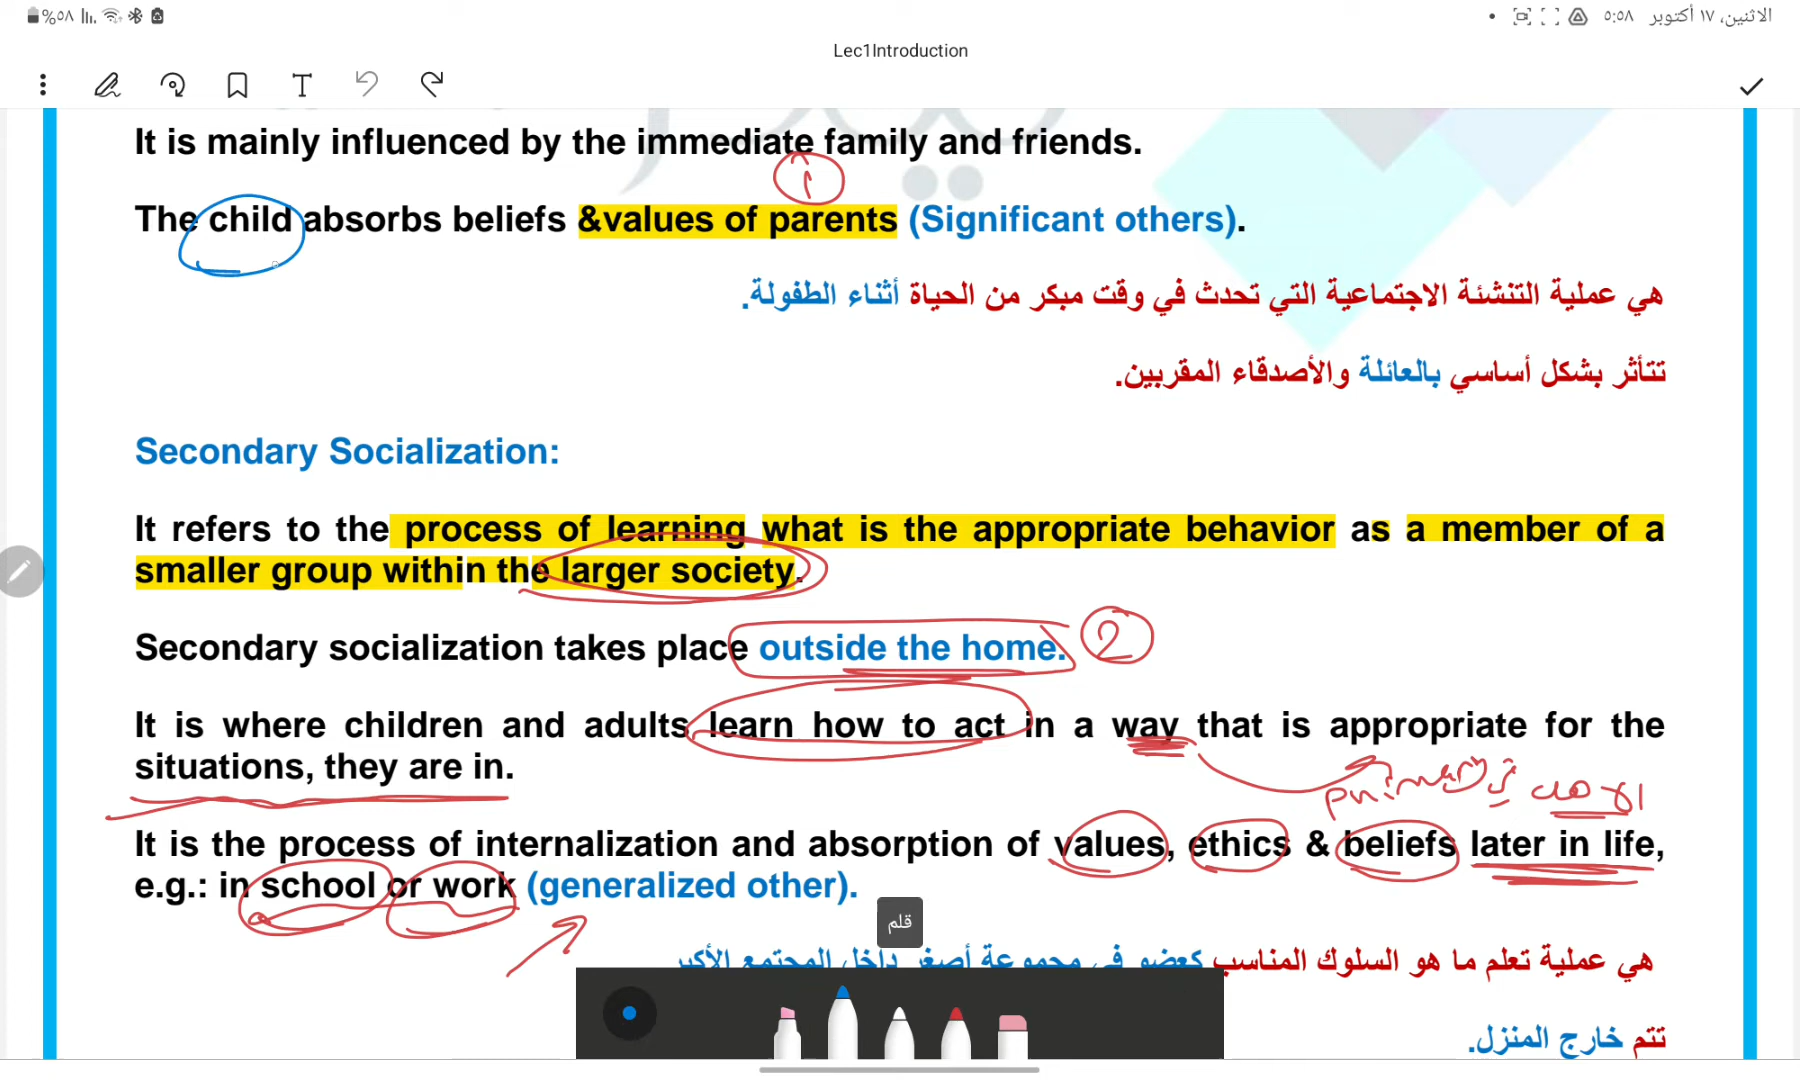 %٥٨
٥:٥٨ الاثنين، ١٧ أكتوبر
Lec1Introduction
T
It is mainly influenced by the immediate family and friends.
١
The child absorbs beliefs &values of parents (Significant others).
هي عملية التنشئة الاجتماعية التي تحدث في وقت مبكر من الحياة أثناء الطفولة.
تتأثر بشكل أساسي بالعائلة والأصدقاء المقربين.
Secondary Socialization:
It refers to the process of learning what is the appropriate behavior as a member of a
smaller group within the larger society.
Secondary socialization takes place outside the home.
2
It is where children and adults learn how to act in a way that is appropriate for the
situations, they are in.
It is the process of internalization and absorption of values, ethics & beliefs later in life,
e.g.: in school or work (generalized other).
قلم
هي عملية تعلم ما هو السلوك المناسب كعضو في مجموعة أصغر داخل المجتمع الأكبر
تتم خارج المنزل.